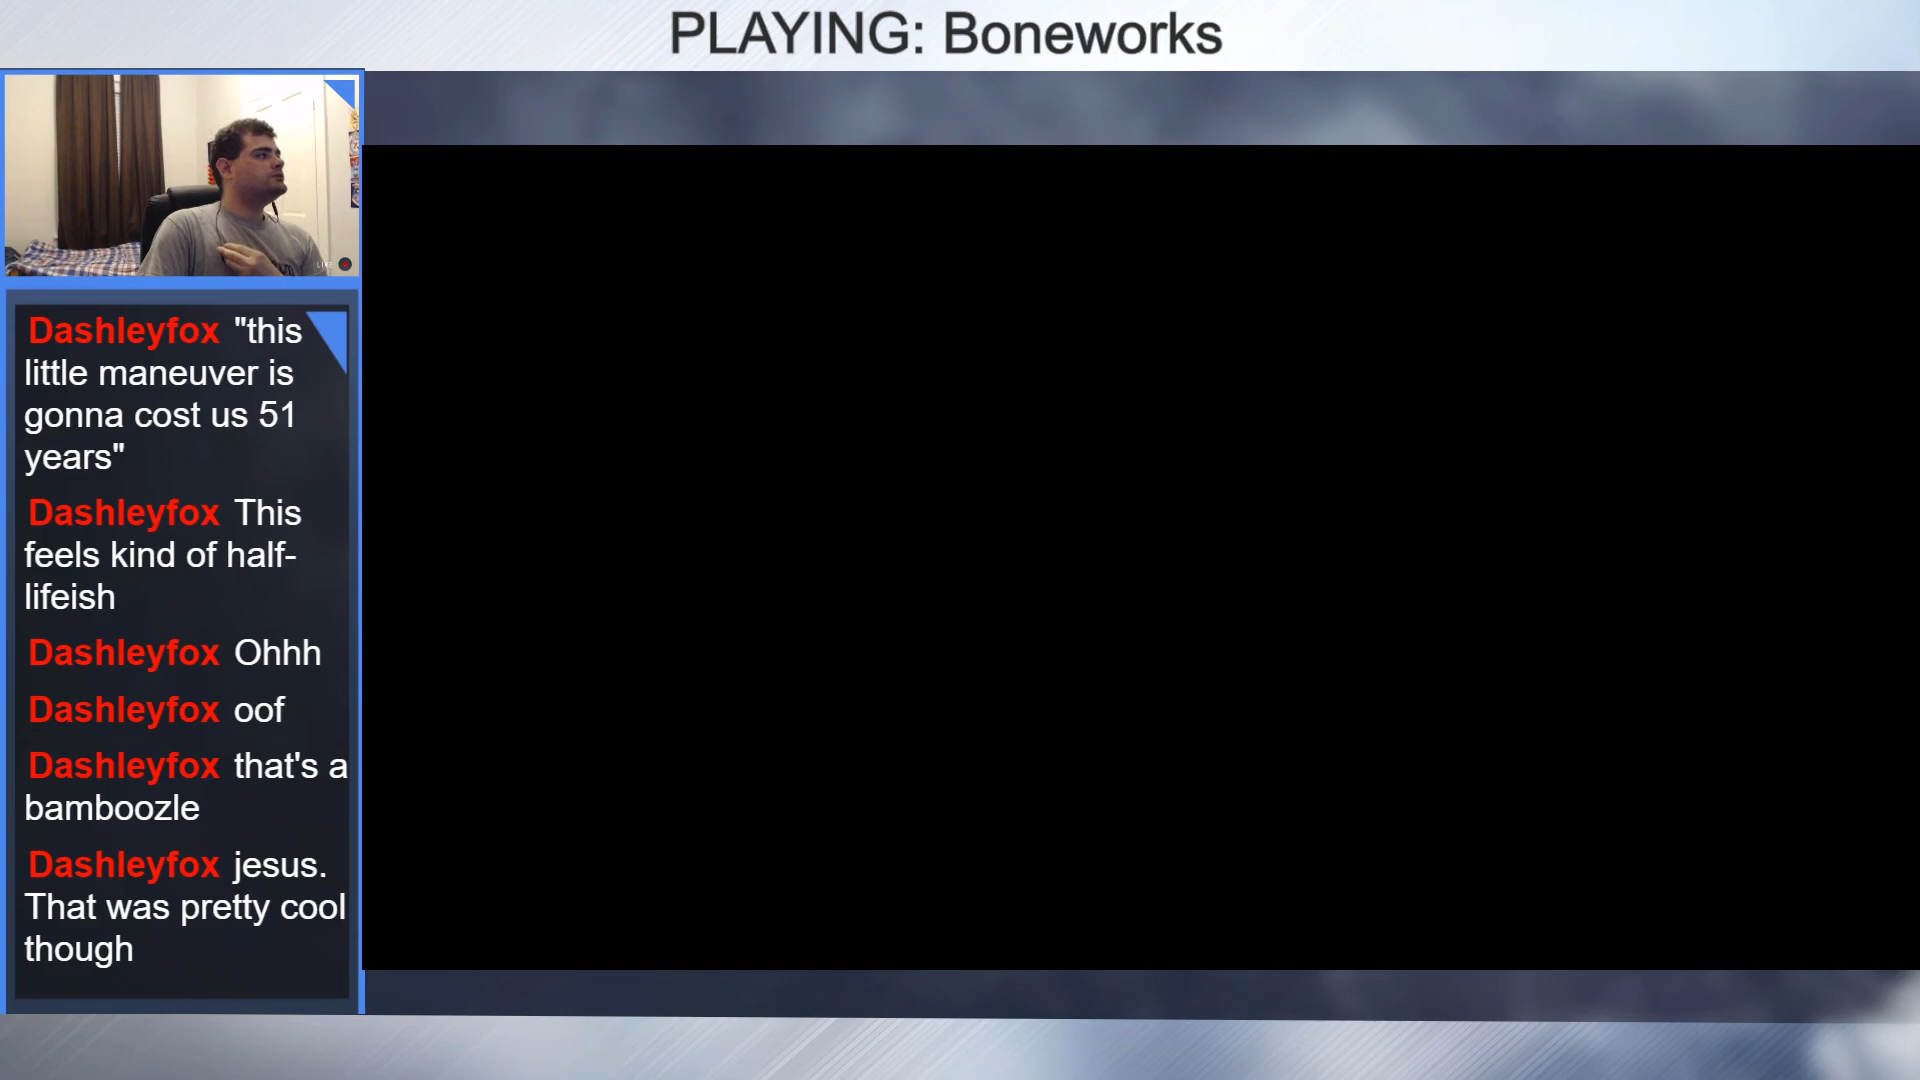 PLAYING: Boneworks
LIVE
Dashleyfox "this
little maneuver is
gonna cost us 51
years"
Dashleyfox This
feels kind of half-
lifeish
Dashleyfox Ohhh
Dashleyfox oof
Dashleyfox that's a
bamboozle
Dashleyfox jesus.
That was pretty cool
though